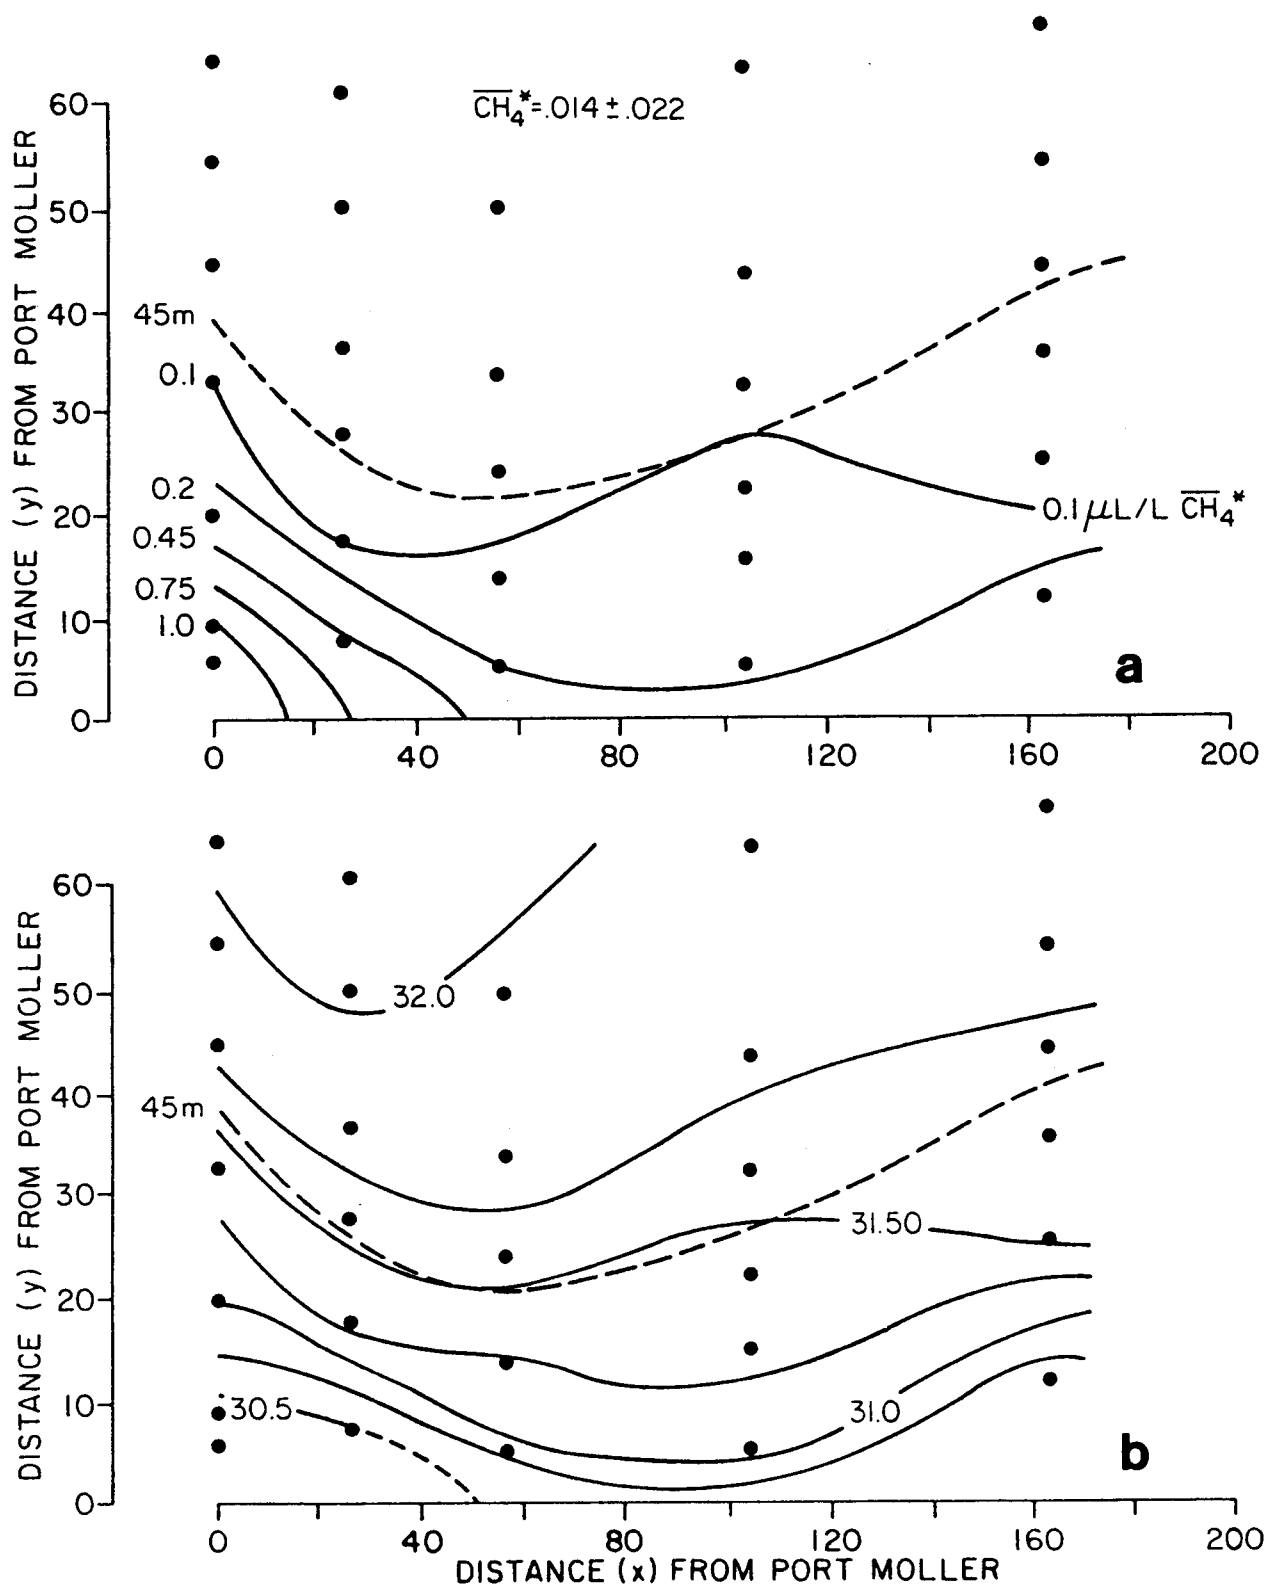 CH₄*=.014±.022
60
50
40
30
20
10
0
DISTANCE (y) FROM PORT MOLLER
45m
0.1
0.2
0.45
0.75
1.0
0.1μL/L CH₄*
a
0 40 80 120 160 200
60
50
40
30
20
10
0
DISTANCE (y) FROM PORT MOLLER
32.0
45m
31.50
31.0
30.5
b
0 40 80 120 160 200
DISTANCE (x) FROM PORT MOLLER